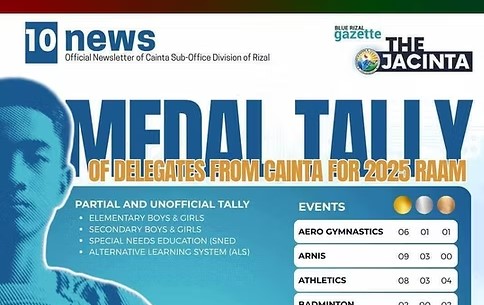 10 news
Official Newsletter of Cainta Sub-Office Division of Rizal
BLUE RIZAL
gazette
THE
JACINTA
MEDAL TALLY
OF DELEGATES FROM CAINTA FOR 2025 RAAM
PARTIAL AND UNOFFICIAL TALLY
• ELEMENTARY BOYS & GIRLS
• SECONDARY BOYS & GIRLS
• SPECIAL NEEDS EDUCATION (SNED
• ALTERNATIVE LEARNING SYSTEM (ALS)
EVENTS
AERO GYMNASTICS 06 01 01
ARNIS 09 03 00
ATHLETICS 08 03 04
BADMINTON 02 00 02